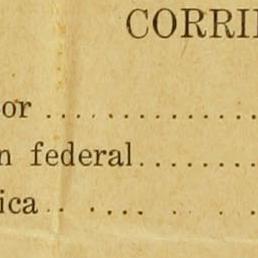 CORRI
or ................
n federal...........
ica .. ..... .. .